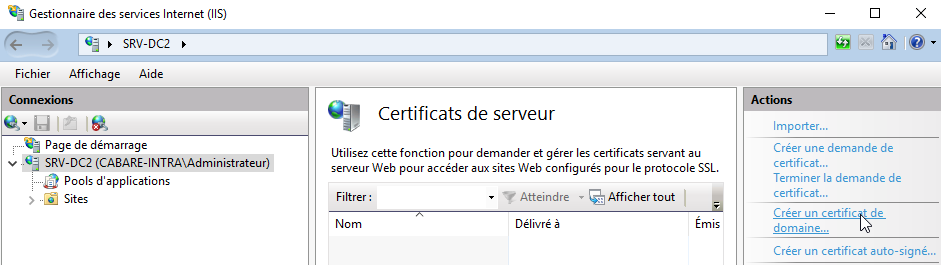 Gestionnaire des services Internet (IIS)
SRV-DC2
Fichier Affichage Aide
Connexions
Page de démarrage
SRV-DC2 (CABARE-INTRA\Administrateur)
Pools d'applications
Sites
Certificats de serveur
Utilisez cette fonction pour demander et gérer les certificats servant au
serveur Web pour accéder aux sites Web configurés pour le protocole SSL.
Filtrer : Atteindre Afficher tout
Nom Délivré à Émis
Actions
Importer...
Créer une demande de
certificat...
Terminer la demande de
certificat...
Créer un certificat de
domaine...
Créer un certificat auto-signé...